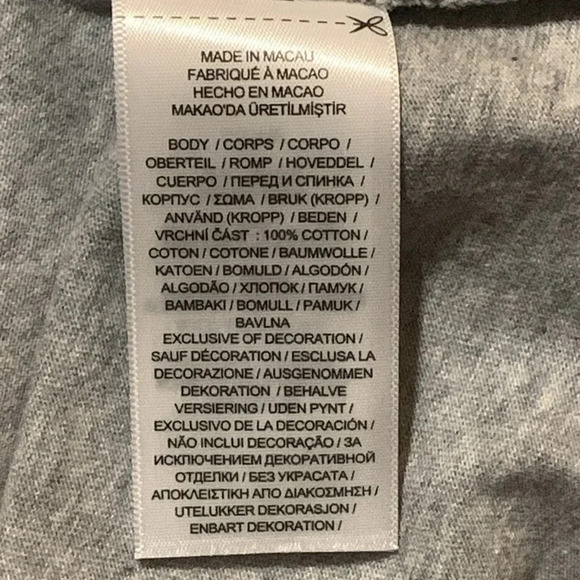 MADE IN MACAU
FABRIQUÉ À MACAO
HECHO EN MACAO
MAKAO'DA ÜRETİLMİŞTİR
BODY / CORPS / CORPO /
OBERTEIL / ROMP / HOVEDDEL /
CUERPO / ПЕРЕД И СПИНКА /
КОРПУС / ΣΩΜΑ / BRUK (KROPP) /
ANVÄND (KROPP) / BEDEN /
VRCHNÍ ČÁST : 100% COTTON /
COTON / COTONE / BAUMWOLLE /
KATOEN / BOMULD / ALGODÓN /
ALGODÃO / ХЛОПОК / ПАМУК /
BAMBAKI / BOMULL / PAMUK /
BAVLNA
EXCLUSIVE OF DECORATION /
SAUF DÉCORATION / ESCLUSA LA
DECORAZIONE / AUSGENOMMEN
DEKORATION / BEHALVE
VERSIERING / UDEN PYNT /
EXCLUSIVO DE LA DECORACIÓN /
NÃO INCLUI DECORAÇÃO / ЗА
ИСКЛЮЧЕНИЕМ ДЕКОРАТИВНОЙ
ОТДЕЛКИ / БЕЗ УКРАСАТА /
ΑΠΟΚΛΕΙΣΤΙΚΗ ΑΠΟ ΔΙΑΚΟΣΜΗΣΗ /
UTELUKKER DEKORASJON /
ENBART DEKORATION /